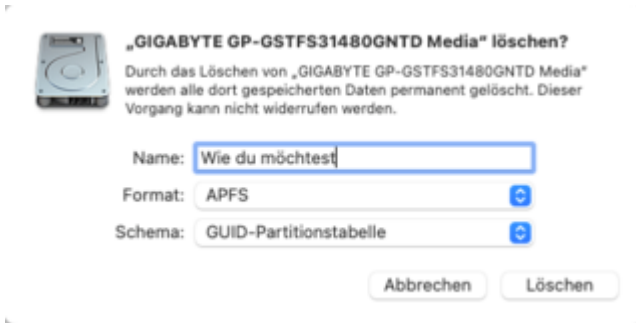 „GIGABYTE GP-GSTFS31480GNTD Media“ löschen?
Durch das Löschen von „GIGABYTE GP-GSTFS31480GNTD Media“
werden alle dort gespeicherten Daten permanent gelöscht. Dieser
Vorgang kann nicht widerrufen werden.
Name: Wie du möchtest
Format: APFS
Schema: GUID-Partitionstabelle
Abbrechen Löschen